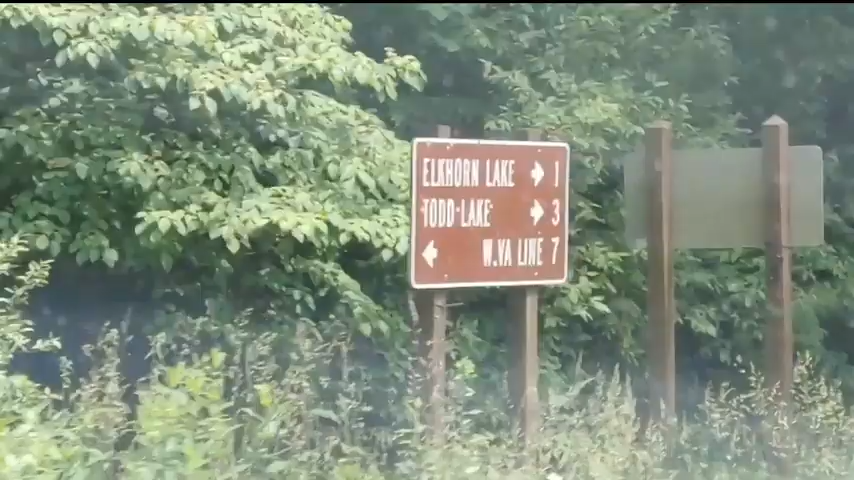 ELKHORN LAKE → 1
TODD LAKE → 3
← W.VA LINE 7